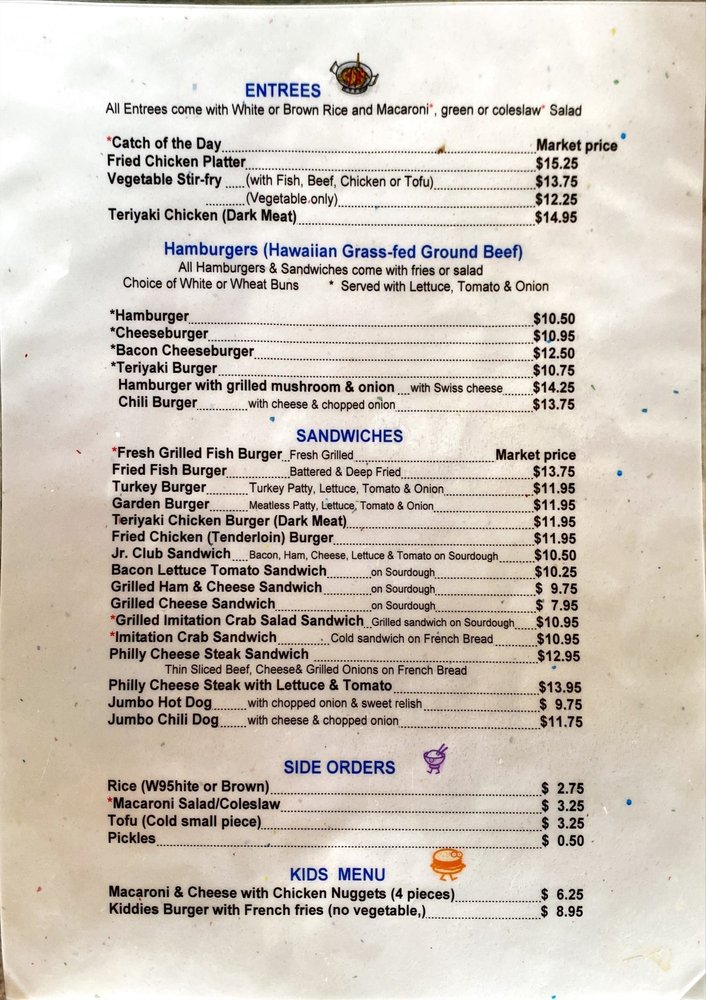 ENTREES
All Entrees come with White or Brown Rice and Macaroni*, green or coleslaw* Salad
*Catch of the Day Market price
Fried Chicken Platter $15.25
Vegetable Stir-fry (with Fish, Beef, Chicken or Tofu) $13.75
(Vegetable only) $12.25
Teriyaki Chicken (Dark Meat) $14.95
Hamburgers (Hawaiian Grass-fed Ground Beef)
All Hamburgers & Sandwiches come with fries or salad
Choice of White or Wheat Buns * Served with Lettuce, Tomato & Onion
*Hamburger $10.50
*Cheeseburger $10.95
*Bacon Cheeseburger $12.50
*Teriyaki Burger $10.75
Hamburger with grilled mushroom & onion with Swiss cheese $14.25
Chili Burger with cheese & chopped onion $13.75
SANDWICHES
*Fresh Grilled Fish Burger Fresh Grilled Market price
Fried Fish Burger Battered & Deep Fried $13.75
Turkey Burger Turkey Patty, Lettuce, Tomato & Onion $11.95
Garden Burger Meatless Patty, Lettuce, Tomato & Onion $11.95
Teriyaki Chicken Burger (Dark Meat) $11.95
Fried Chicken (Tenderloin) Burger $11.95
Jr. Club Sandwich Bacon, Ham, Cheese, Lettuce & Tomato on Sourdough $10.50
Bacon Lettuce Tomato Sandwich on Sourdough $10.25
Grilled Ham & Cheese Sandwich on Sourdough $ 9.75
Grilled Cheese Sandwich on Sourdough $ 7.95
*Grilled Imitation Crab Salad Sandwich Grilled sandwich on Sourdough $10.95
*Imitation Crab Sandwich Cold sandwich on French Bread $10.95
Philly Cheese Steak Sandwich $12.95
Thin Sliced Beef, Cheese& Grilled Onions on French Bread
Philly Cheese Steak with Lettuce & Tomato $13.95
Jumbo Hot Dog with chopped onion & sweet relish $ 9.75
Jumbo Chili Dog with cheese & chopped onion $11.75
SIDE ORDERS
Rice (W95hite or Brown) $ 2.75
*Macaroni Salad/Coleslaw $ 3.25
Tofu (Cold small piece) $ 3.25
Pickles $ 0.50
KIDS MENU
Macaroni & Cheese with Chicken Nuggets (4 pieces) $ 6.25
Kiddies Burger with French fries (no vegetable,) $ 8.95